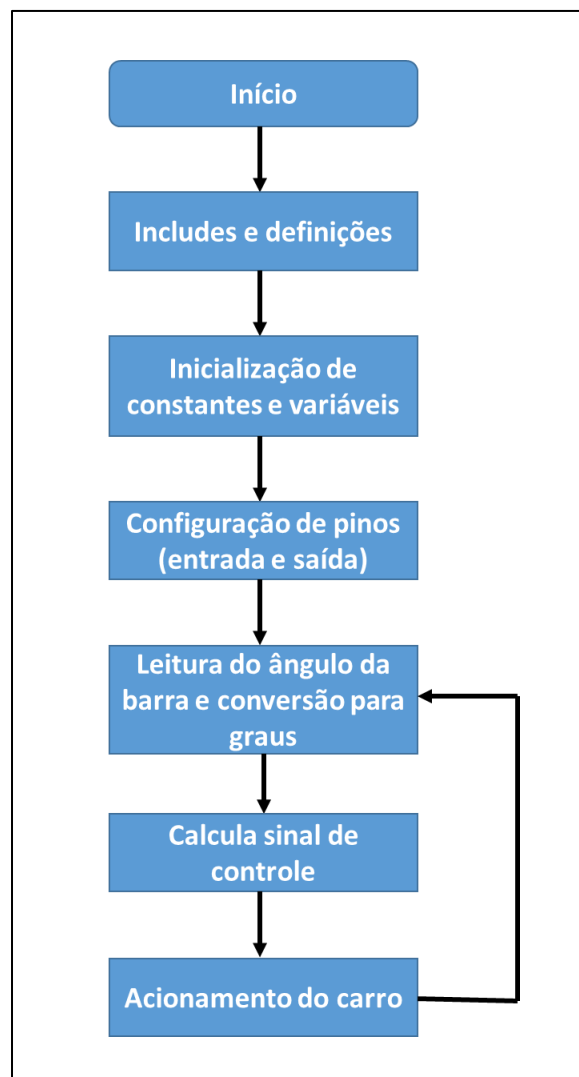 Início
Includes e definições
Inicialização de
constantes e variáveis
Configuração de pinos
(entrada e saída)
Leitura do ângulo da
barra e conversão para
graus
Calcula sinal de
controle
Acionamento do carro